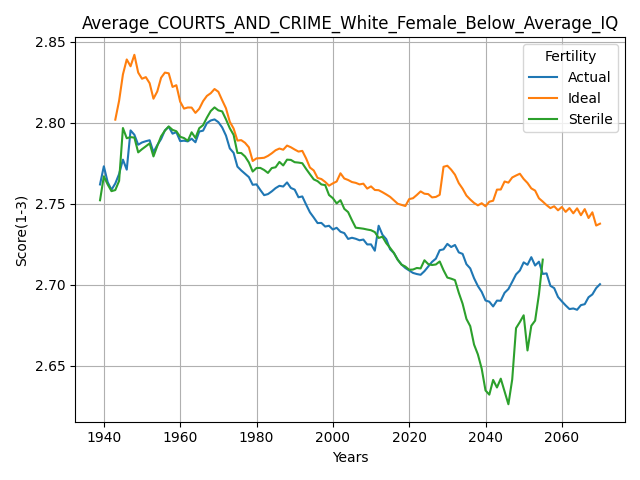 Average_COURTS_AND_CRIME_White_Female_Below_Average_IQ
2.85
2.80
2.75
2.70
2.65
Score(1-3)
Fertility
Actual
Ideal
Sterile
1940 1960 1980 2000 2020 2040 2060
Years